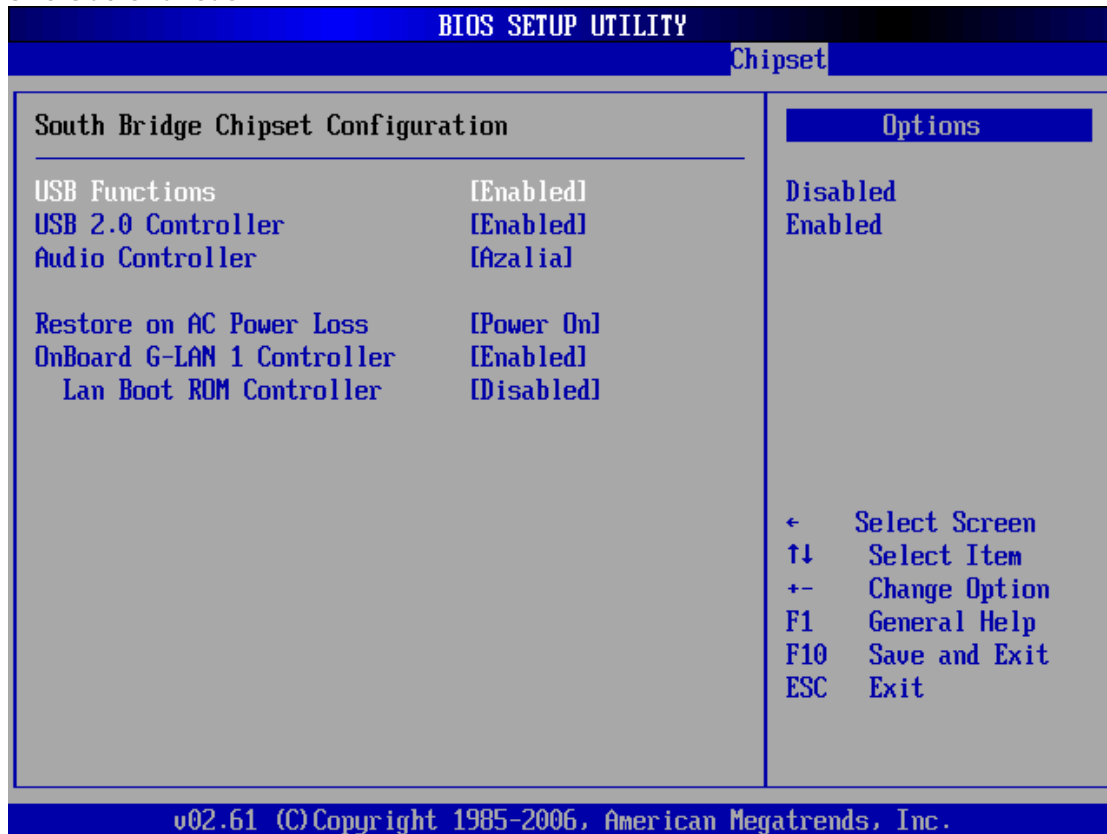 BIOS SETUP UTILITY
Chipset
South Bridge Chipset Configuration
USB Functions [Enabled]
USB 2.0 Controller [Enabled]
Audio Controller [Azalia]
Restore on AC Power Loss [Power On]
OnBoard G-LAN 1 Controller [Enabled]
Lan Boot ROM Controller [Disabled]
Options
Disabled
Enabled
← Select Screen
↑↓ Select Item
+- Change Option
F1 General Help
F10 Save and Exit
ESC Exit
v02.61 (C)Copyright 1985-2006, American Megatrends, Inc.